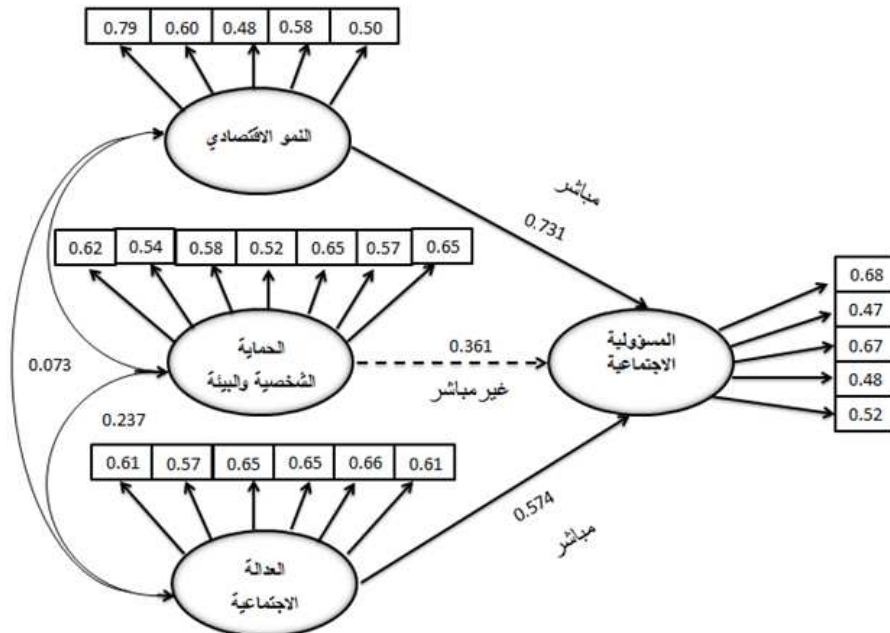 0.79 0.60 0.48 0.58 0.50
النمو الاقتصادي
مباشر
0.731
0.62 0.54 0.58 0.52 0.65 0.57 0.65
0.68
0.47
0.67
0.48
0.52
المسؤولية
الاجتماعية
الحماية
الشخصية والبيئة
0.361
غير مباشر
0.073
0.237
0.61 0.57 0.65 0.65 0.66 0.61
0.574
مباشر
العدالة
الاجتماعية